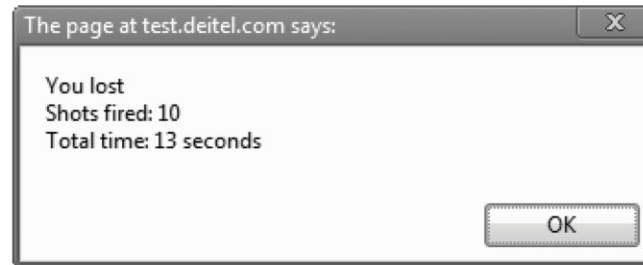 The page at test.deitel.com says:
You lost
Shots fired: 10
Total time: 13 seconds
OK